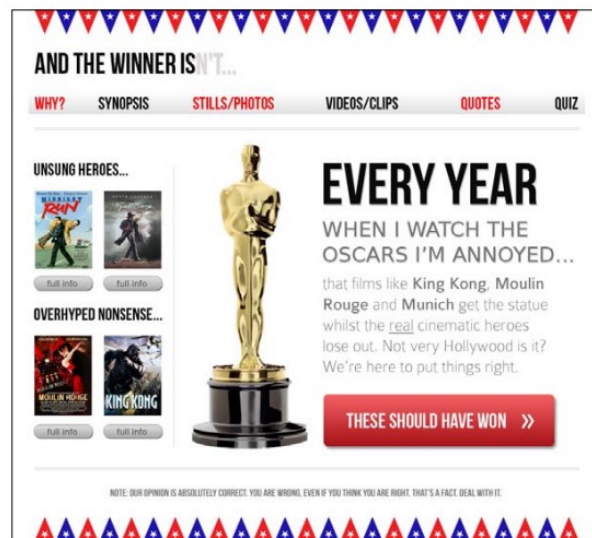 AND THE WINNER ISN'T...
WHY? SYNOPSIS STILLS/PHOTOS VIDEOS/CLIPS QUOTES QUIZ
UNSUNG HEROES...
MIDNIGHT
RUN
full info full info
OVERHYPED NONSENSE...
MOULIN ROUGE
KING KONG
full info full info
EVERY YEAR
WHEN I WATCH THE
OSCARS I'M ANNOYED...
that films like King Kong, Moulin
Rouge and Munich get the statue
whilst the real cinematic heroes
lose out. Not very Hollywood is it?
We're here to put things right.
THESE SHOULD HAVE WON »
NOTE: OUR OPINION IS ABSOLUTELY CORRECT. YOU ARE WRONG, EVEN IF YOU THINK YOU ARE RIGHT. THAT'S A FACT. DEAL WITH IT.